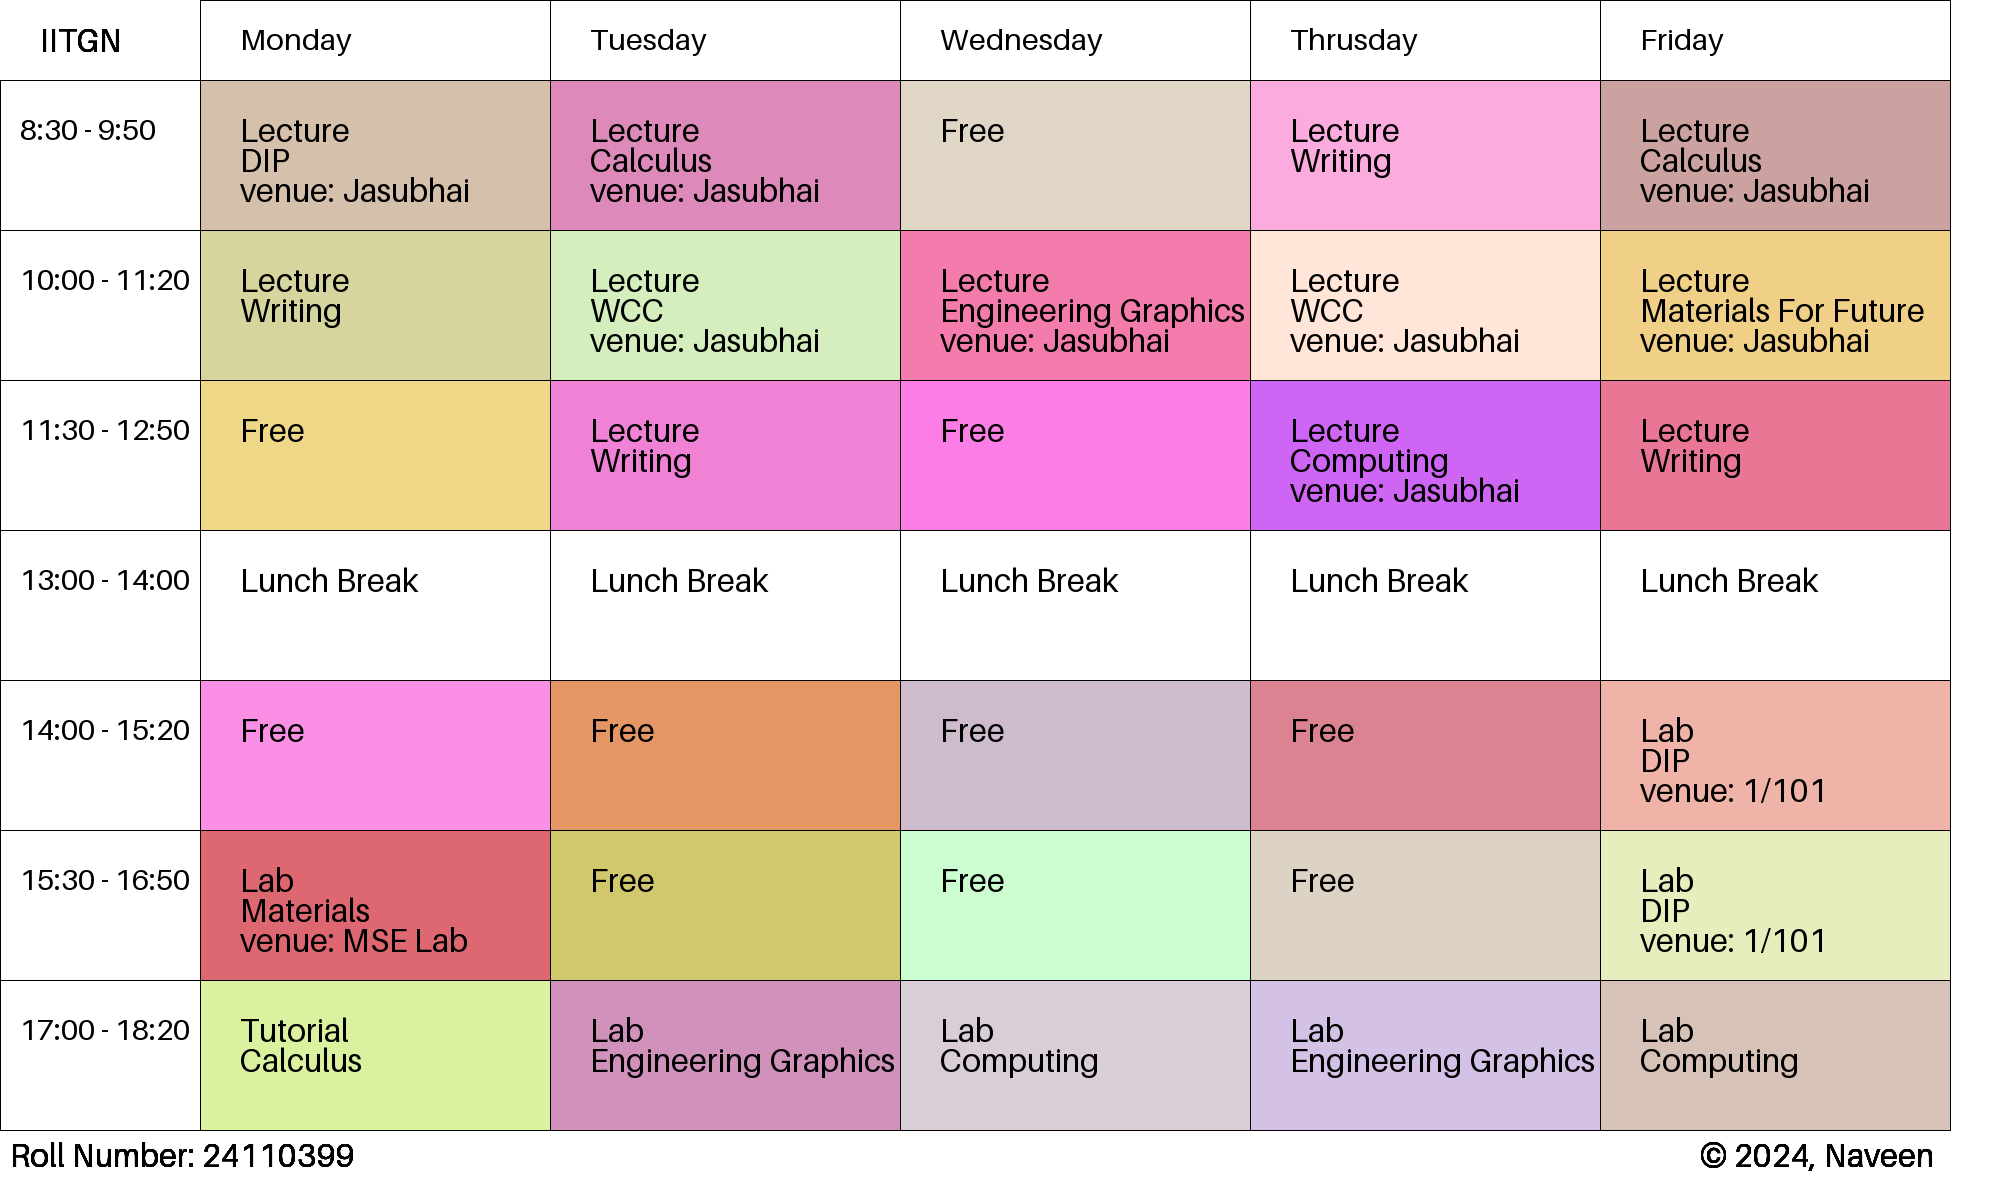 IITGN
Monday
Tuesday
Wednesday
Thrusday
Friday
8:30 - 9:50
Lecture
DIP
venue: Jasubhai
Lecture
Calculus
venue: Jasubhai
Free
Lecture
Writing
Lecture
Calculus
venue: Jasubhai
10:00 - 11:20
Lecture
Writing
Lecture
WCC
venue: Jasubhai
Lecture
Engineering Graphics
venue: Jasubhai
Lecture
WCC
venue: Jasubhai
Lecture
Materials For Future
venue: Jasubhai
11:30 - 12:50
Free
Lecture
Writing
Free
Lecture
Computing
venue: Jasubhai
Lecture
Writing
13:00 - 14:00
Lunch Break
Lunch Break
Lunch Break
Lunch Break
Lunch Break
14:00 - 15:20
Free
Free
Free
Free
Lab
DIP
venue: 1/101
15:30 - 16:50
Lab
Materials
venue: MSE Lab
Free
Free
Free
Lab
DIP
venue: 1/101
17:00 - 18:20
Tutorial
Calculus
Lab
Engineering Graphics
Lab
Computing
Lab
Engineering Graphics
Lab
Computing
Roll Number: 24110399
© 2024, Naveen